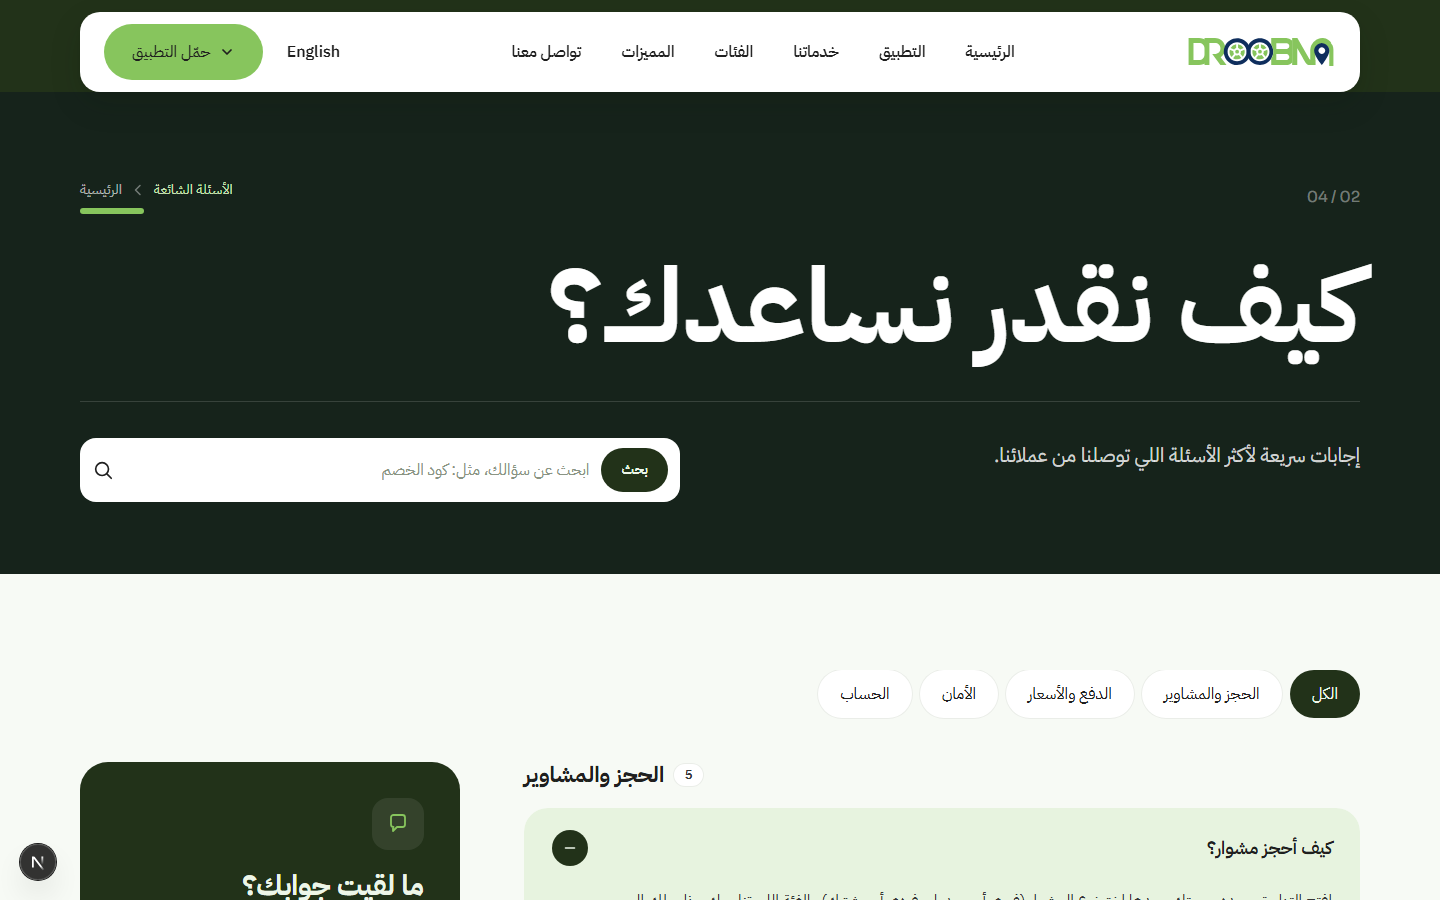 DROOBNA
الرئيسية
التطبيق
خدماتنا
الفئات
المميزات
تواصل معنا
English
حمّل التطبيق
04 / 02
الرئيسية
الأسئلة الشائعة
كيف نقدر نساعدك؟
إجابات سريعة لأكثر الأسئلة اللي توصلنا من عملائنا.
ابحث عن سؤالك، مثل: كود الخصم
بحث
الكل
الحجز والمشاوير
الدفع والأسعار
الأمان
الحساب
الحجز والمشاوير
5
كيف أحجز مشوار؟
ما لقيت جوابك؟
N